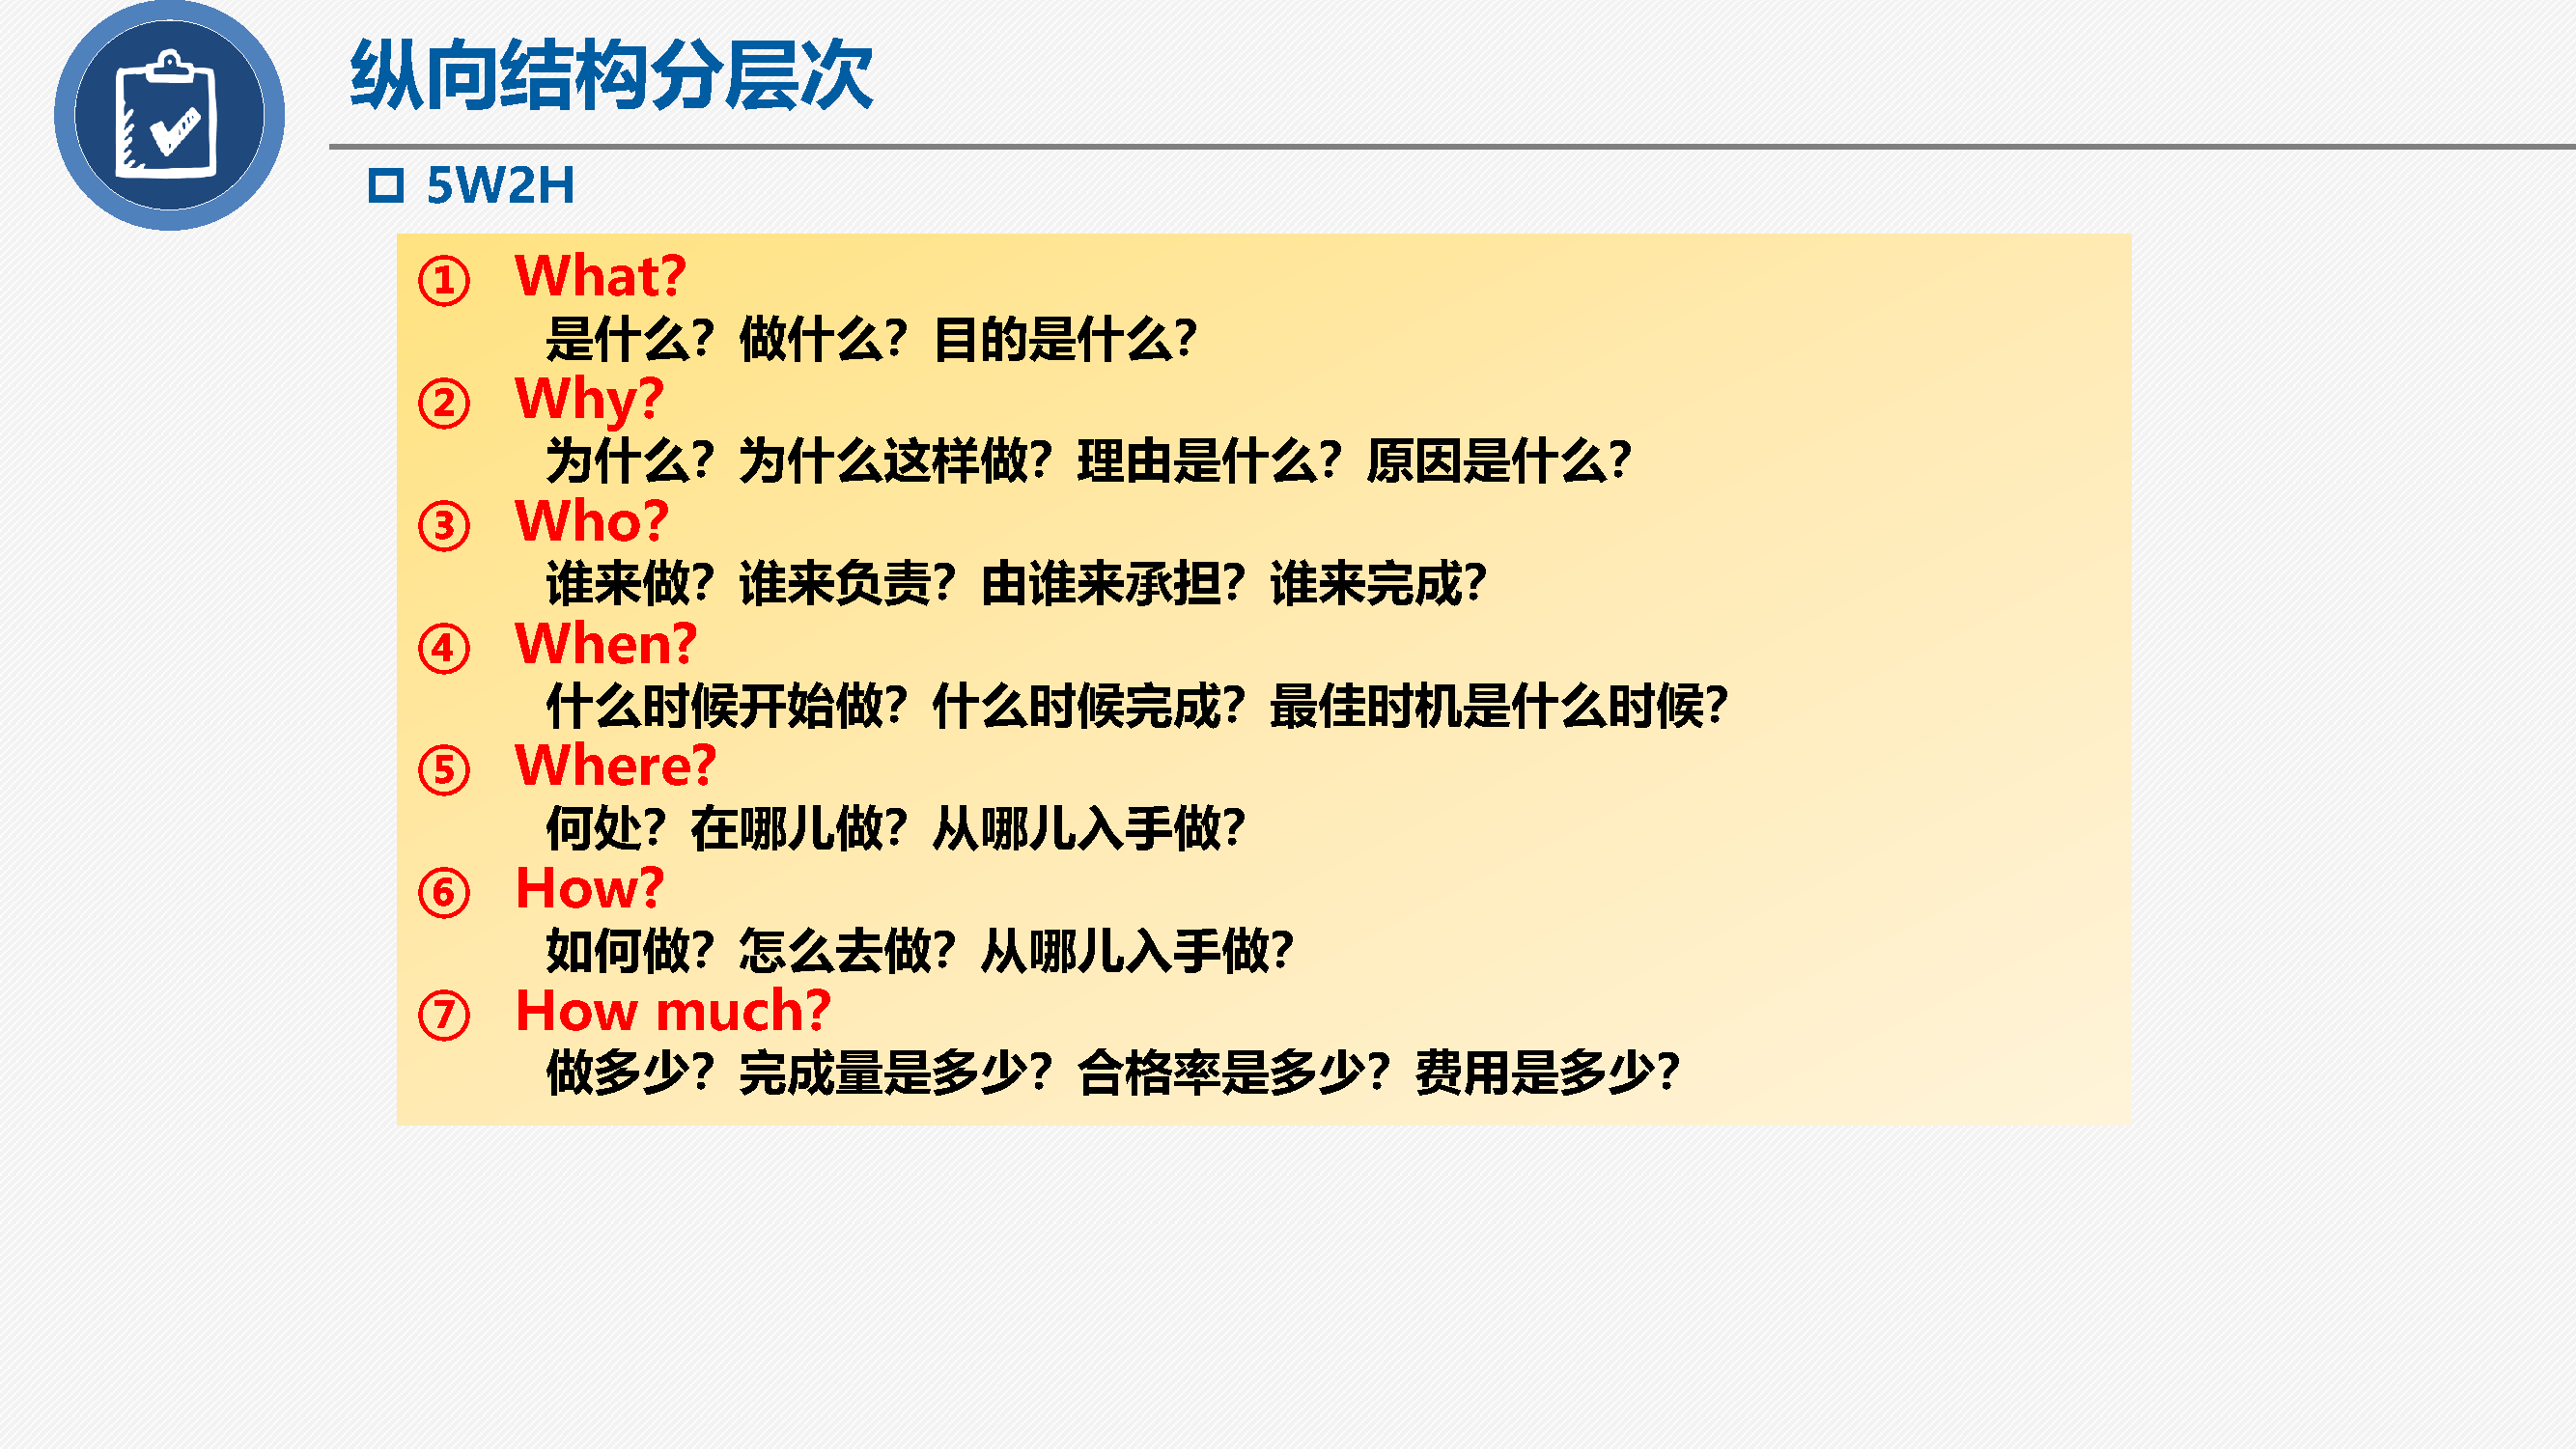 纵向结构分层次
5W2H
① What?
是什么？做什么？目的是什么？
② Why?
为什么？为什么这样做？理由是什么？原因是什么？
③ Who?
谁来做？谁来负责？由谁来承担？谁来完成？
④ When?
什么时候开始做？什么时候完成？最佳时机是什么时候？
⑤ Where?
何处？在哪儿做？从哪儿入手做？
⑥ How?
如何做？怎么去做？从哪儿入手做？
⑦ How much?
做多少？完成量是多少？合格率是多少？费用是多少？